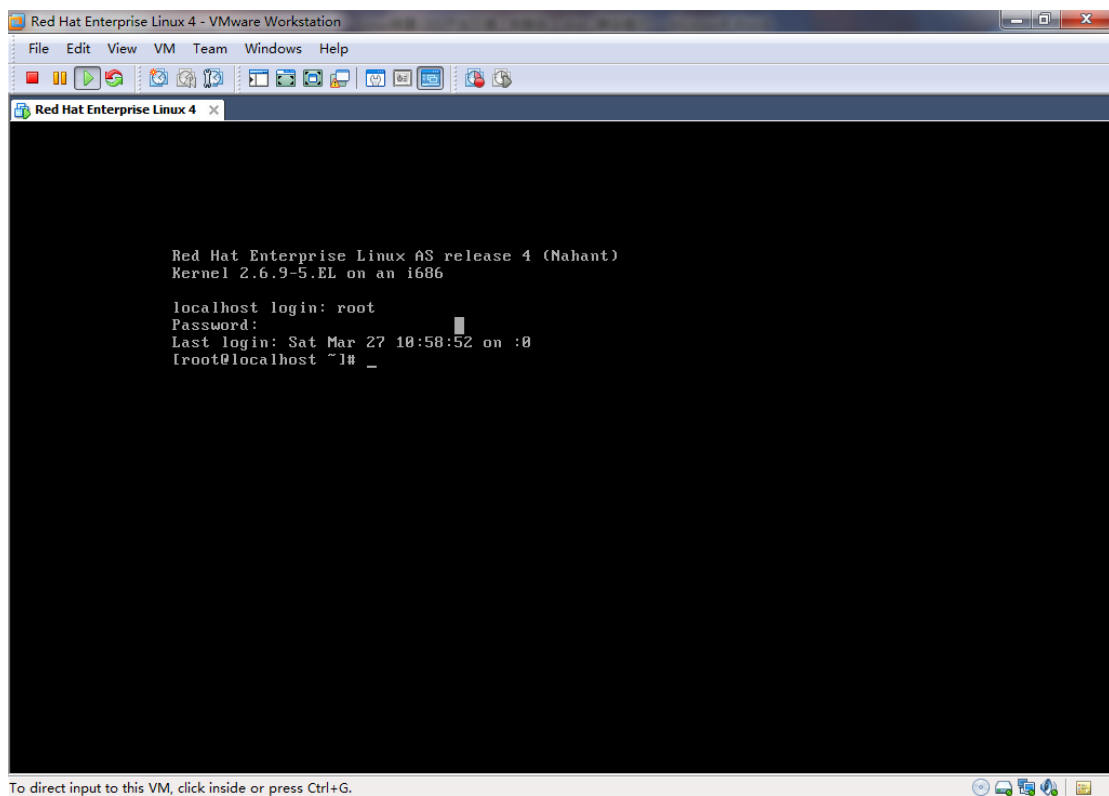 Red Hat Enterprise Linux 4 - VMware Workstation
File Edit View VM Team Windows Help
Red Hat Enterprise Linux 4
Red Hat Enterprise Linux AS release 4 (Nahant)
Kernel 2.6.9-5.EL on an i686
localhost login: root
Password:
Last login: Sat Mar 27 10:58:52 on :0
[root@localhost ~]# _
To direct input to this VM, click inside or press Ctrl+G.